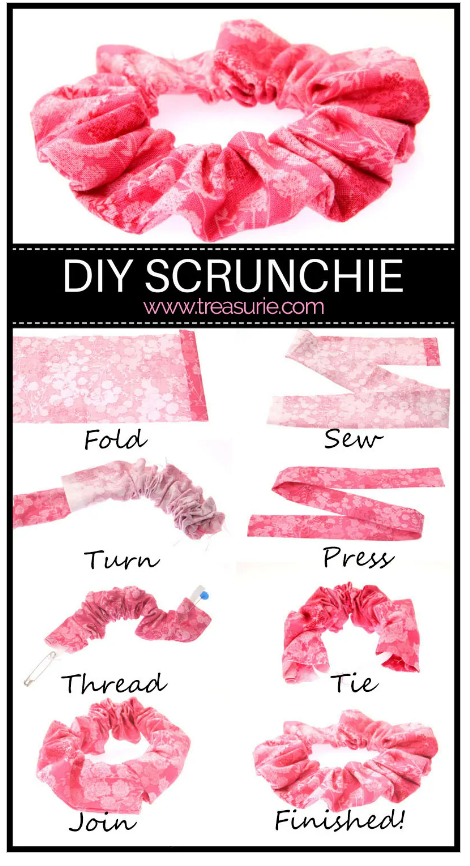 DIY SCRUNCHIE
www.treasurie.com
Fold
Sew
Turn
Press
Thread
Tie
Join
Finished!